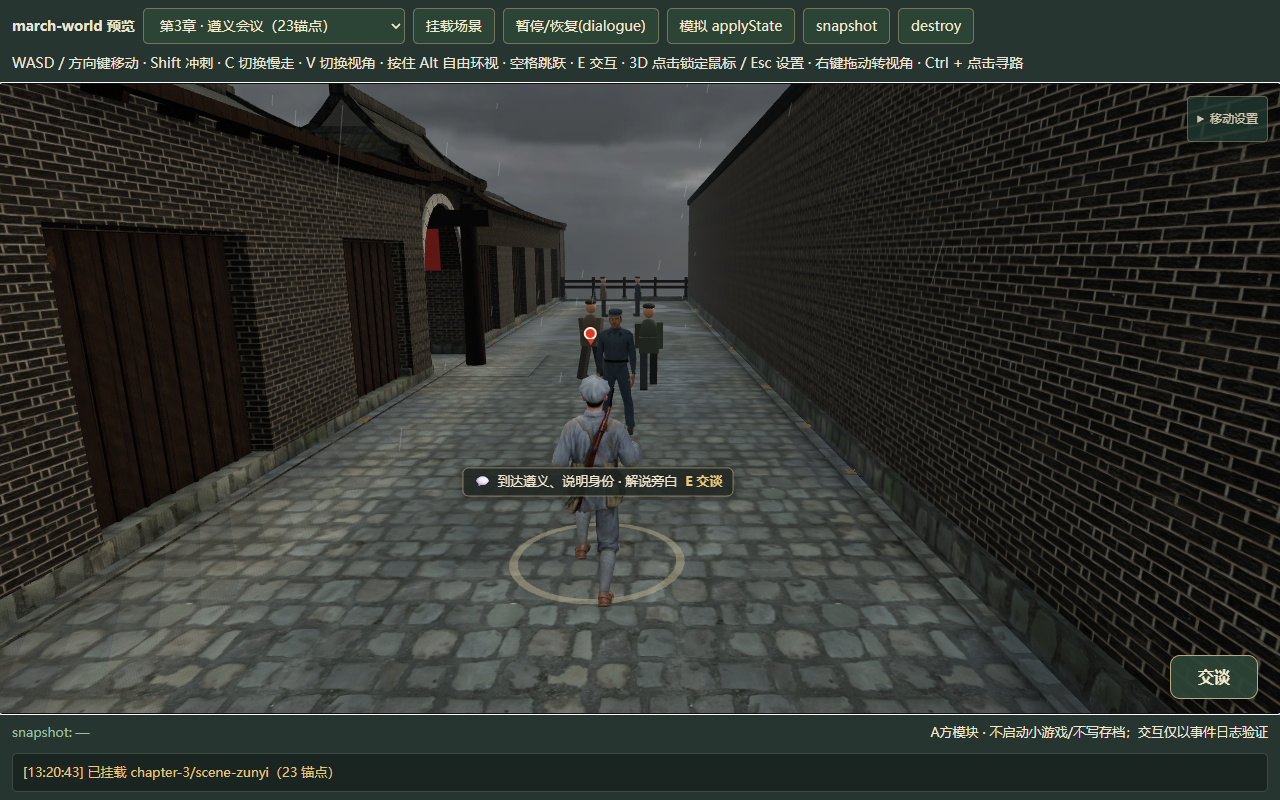 march-world 预览
第3章 · 遵义会议（23锚点）
挂载场景
暂停/恢复(dialogue)
模拟 applyState
snapshot
destroy
WASD / 方向键移动 · Shift 冲刺 · C 切换慢走 · V 切换视角 · 按住 Alt 自由环视 · 空格跳跃 · E 交互 · 3D 点击锁定鼠标 / Esc 设置 · 右键拖动转视角 · Ctrl + 点击寻路
▸ 移动设置
到达遵义、说明身份 · 解说旁白 E 交谈
交谈
snapshot: —
A方模块 · 不启动小游戏/不写存档；交互仅以事件日志验证
[13:20:43] 已挂载 chapter-3/scene-zunyi（23 锚点）